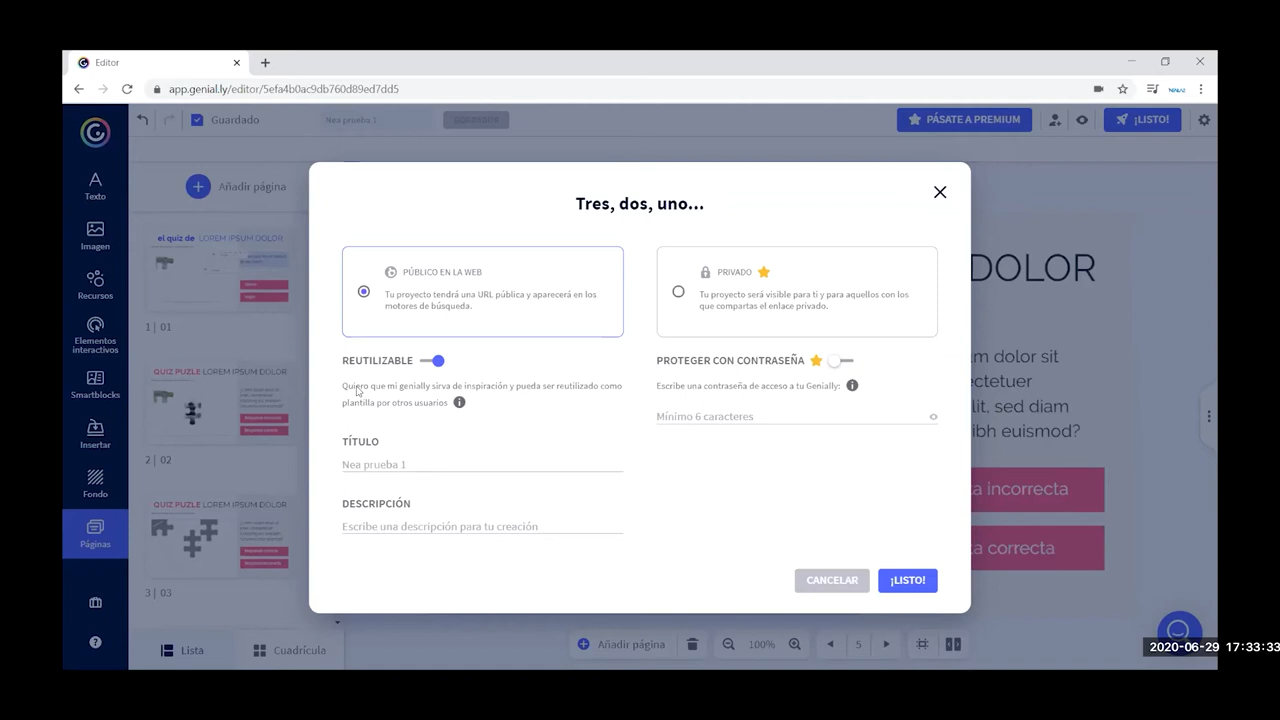 Editor
app.genial.ly/editor/5efa4b0ac9db760d89ed7dd5
Guardado
Nea prueba 1
PÁSATE A PREMIUM
¡LISTO!
Texto
Imagen
Recursos
Elementos
interactivos
Smartblocks
Insertar
Fondo
Páginas
Añadir página
el quiz de LOREM IPSUM DOLOR
1 | 01
QUIZ PUZLE LOREM IPSUM DOLOR
2 | 02
QUIZ PUZLE LOREM IPSUM DOLOR
3 | 03
Lista
Cuadrícula
Tres, dos, uno...
PÚBLICO EN LA WEB
Tu proyecto tendrá una URL pública y aparecerá en los
motores de búsqueda.
PRIVADO
Tu proyecto será visible para ti y para aquellos con los
que compartas el enlace privado.
REUTILIZABLE
Quiero que mi genially sirva de inspiración y pueda ser reutilizado como
plantilla por otros usuarios
PROTEGER CON CONTRASEÑA
Escribe una contraseña de acceso a tu Genially:
Mínimo 6 caracteres
TÍTULO
Nea prueba 1
DESCRIPCIÓN
Escribe una descripción para tu creación
CANCELAR
¡LISTO!
DOLOR
m dolor sit
ectetuer
lit, sed diam
ibh euismod?
a incorrecta
a correcta
Añadir página
100%
5
2020-06-29 17:33:33